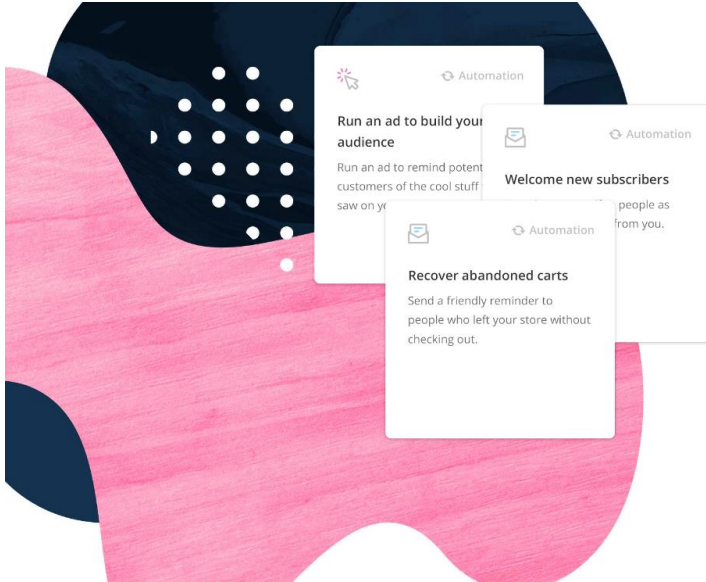 Automation
Run an ad to build your
audience
Run an ad to remind
customers of the cool stuff
saw on
Automation
Welcome new subscribers
people as
from you.
Automation
Recover abandoned carts
Send a friendly reminder to
people who left your store without
checking out.